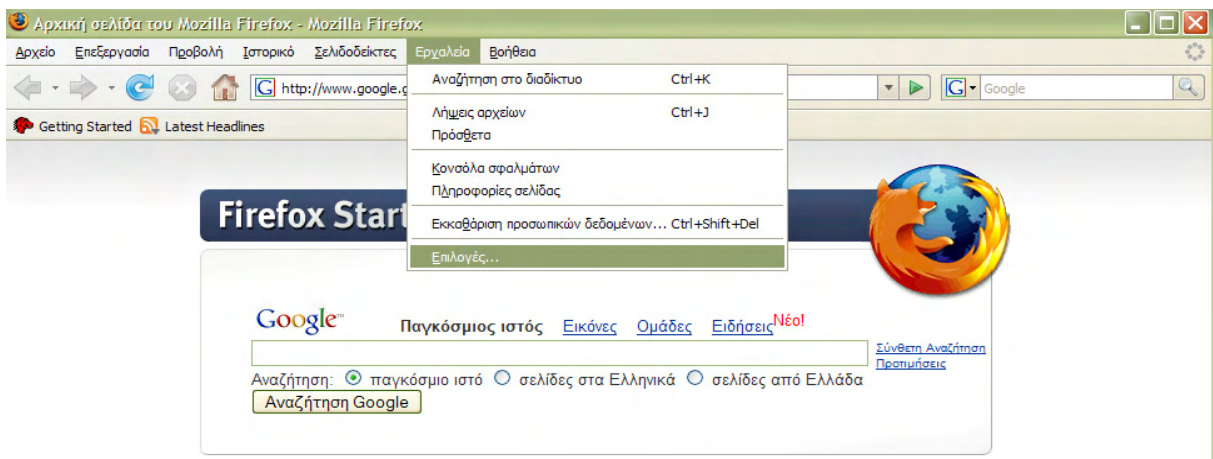 Αρχική σελίδα του Mozilla Firefox - Mozilla Firefox
Αρχείο Επεξεργασία Προβολή Ιστορικό Σελιδοδείκτες Εργαλεία Βοήθεια
http://www.google.g
G Google
Getting Started Latest Headlines
Αναζήτηση στο διαδίκτυο Ctrl+K
Λήψεις αρχείων Ctrl+J
Πρόσθετα
Κονσόλα σφαλμάτων
Πληροφορίες σελίδας
Εκκαθάριση προσωπικών δεδομένων... Ctrl+Shift+Del
Επιλογές...
Firefox Start
Google™ Παγκόσμιος ιστός Εικόνες Ομάδες Ειδήσεις Νέο!
Σύνθετη Αναζήτηση
Προτιμήσεις
Αναζήτηση: παγκόσμιο ιστό σελίδες στα Ελληνικά σελίδες από Ελλάδα
Αναζήτηση Google